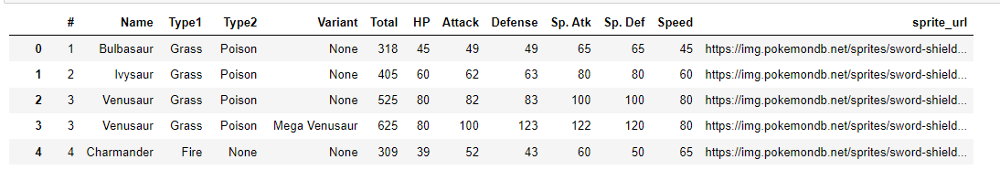 # Name Type1 Type2 Variant Total HP Attack Defense Sp. Atk Sp. Def Speed sprite_url
0 1 Bulbasaur Grass Poison None 318 45 49 49 65 65 45 https://img.pokemondb.net/sprites/sword-shield...
1 2 Ivysaur Grass Poison None 405 60 62 63 80 80 60 https://img.pokemondb.net/sprites/sword-shield...
2 3 Venusaur Grass Poison None 525 80 82 83 100 100 80 https://img.pokemondb.net/sprites/sword-shield...
3 3 Venusaur Grass Poison Mega Venusaur 625 80 100 123 122 120 80 https://img.pokemondb.net/sprites/sword-shield...
4 4 Charmander Fire None None 309 39 52 43 60 50 65 https://img.pokemondb.net/sprites/sword-shield...